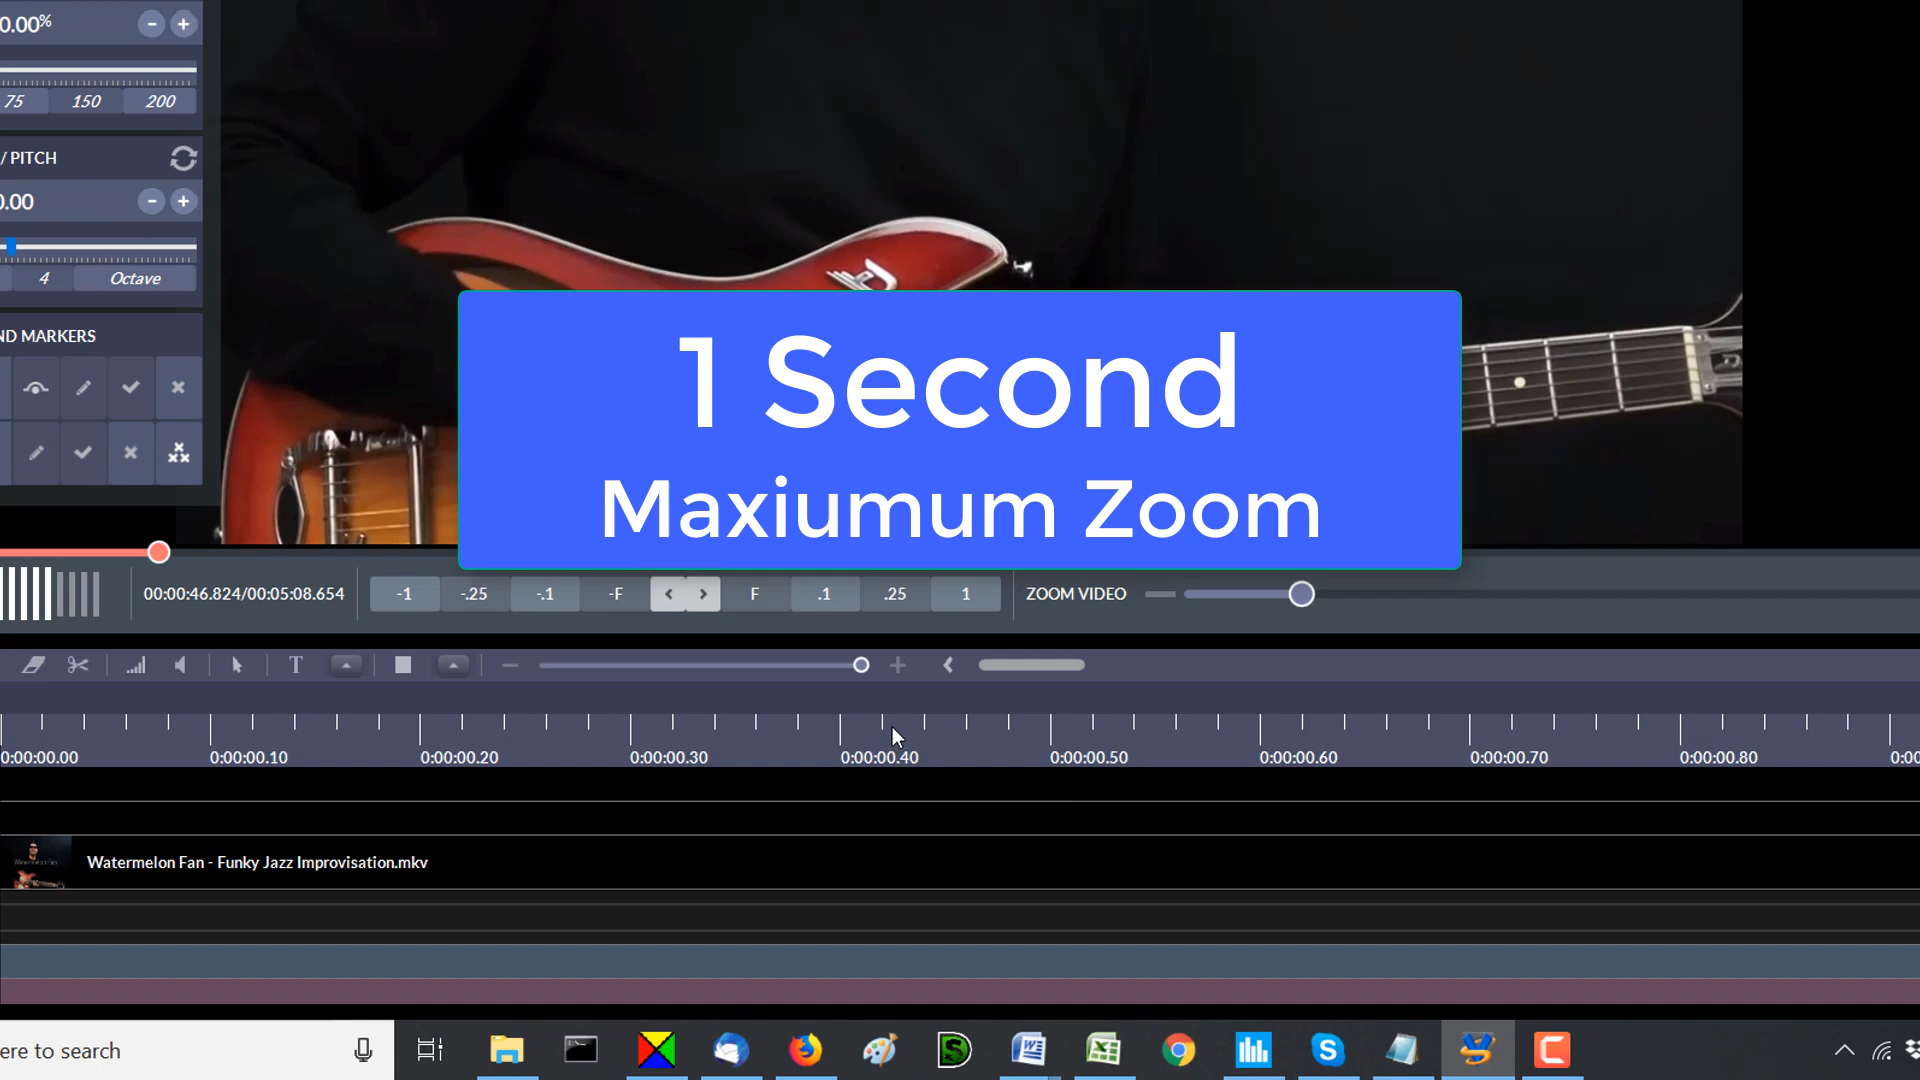 0.00%
75 150 200
/ PITCH
0.00
4 Octave
ND MARKERS
1 Second
Maxiumum Zoom
00:00:46.824/00:05:08.654
-1 -.25 -.1 -F < > F .1 .25 1
ZOOM VIDEO
T
0:00:00.00 0:00:00.10 0:00:00.20 0:00:00.30 0:00:00.40 0:00:00.50 0:00:00.60 0:00:00.70 0:00:00.80 0:00
Watermelon Fan - Funky Jazz Improvisation.mkv
ere to search